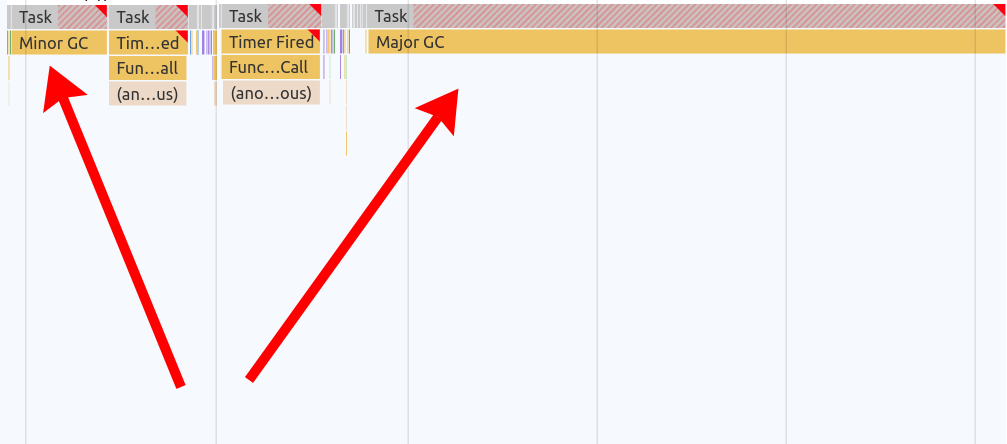 Task Task Task Task
Minor GC Tim...ed Timer Fired Major GC
Fun...all Func...Call
(an...us) (ano...ous)